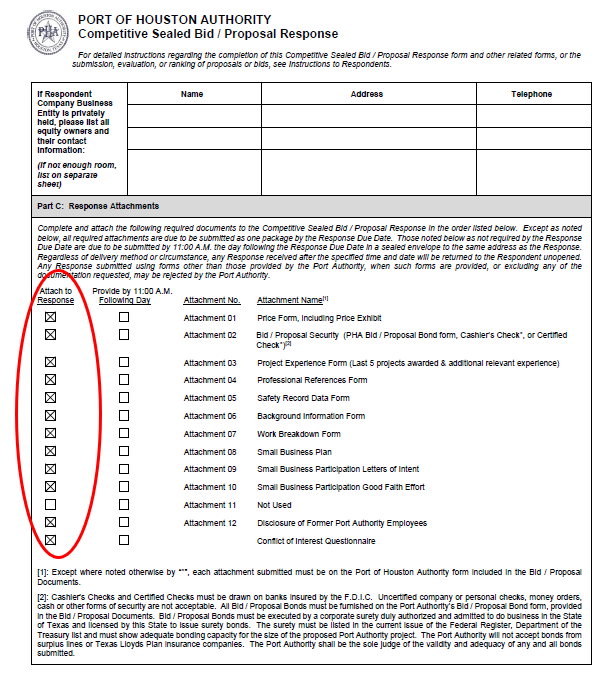 PORT OF HOUSTON AUTHORITY
Competitive Sealed Bid / Proposal Response
For detailed instructions regarding the completion of this Competitive Sealed Bid / Proposal Response form and other related forms, or the
submission, evaluation, or ranking of proposals or bids, see Instructions to Respondents.
If Respondent
Company Business
Entity is privately
held, please list all
equity owners and
their contact
information:
(If not enough room,
list on separate
sheet)
Name Address Telephone
Part C: Response Attachments
Complete and attach the following required documents to the Competitive Sealed Bid / Proposal Response in the order listed below. Except as noted
below, all required attachments are due to be submitted as one package by the Response Due Date. Those noted below as not required by the Response
Due Date are due to be submitted by 11:00 A.M. the day following the Response Due Date in a sealed envelope to the same address as the Response.
Regardless of delivery method or circumstance, any Response received after the specified time and date will be returned to the Respondent unopened.
Any Response submitted using forms other than those provided by the Port Authority, when such forms are provided, or excluding any of the
documentation requested, may be rejected by the Port Authority.
Attach to Provide by 11:00 A.M.
Response Following Day Attachment No. Attachment Name[1]
Attachment 01 Price Form, Including Price Exhibit
Attachment 02 Bid / Proposal Security (PHA Bid / Proposal Bond form, Cashier's Check*, or Certified
Check*)[2]
Attachment 03 Project Experience Form (Last 5 projects awarded & additional relevant experience)
Attachment 04 Professional References Form
Attachment 05 Safety Record Data Form
Attachment 06 Background Information Form
Attachment 07 Work Breakdown Form
Attachment 08 Small Business Plan
Attachment 09 Small Business Participation Letters of Intent
Attachment 10 Small Business Participation Good Faith Effort
Attachment 11 Not Used
Attachment 12 Disclosure of Former Port Authority Employees
Conflict of Interest Questionnaire
[1]: Except where noted otherwise by "*", each attachment submitted must be on the Port of Houston Authority form included in the Bid / Proposal
Documents.
[2]: Cashier's Checks and Certified Checks must be drawn on banks insured by the F.D.I.C. Uncertified company or personal checks, money orders,
cash or other forms of security are not acceptable. All Bid / Proposal Bonds must be furnished on the Port Authority's Bid / Proposal Bond form, provided
in the Bid / Proposal Documents. Bid / Proposal Bonds must be executed by a corporate surety duly authorized and admitted to do business in the State
of Texas and licensed by this State to issue surety bonds. The surety must be listed in the current issue of the Federal Register, Department of the
Treasury list and must show adequate bonding capacity for the size of the proposed Port Authority project. The Port Authority will not accept bonds from
surplus lines or Texas Lloyds Plan insurance companies. The Port Authority shall be the sole judge of the validity and adequacy of any and all bonds
submitted.